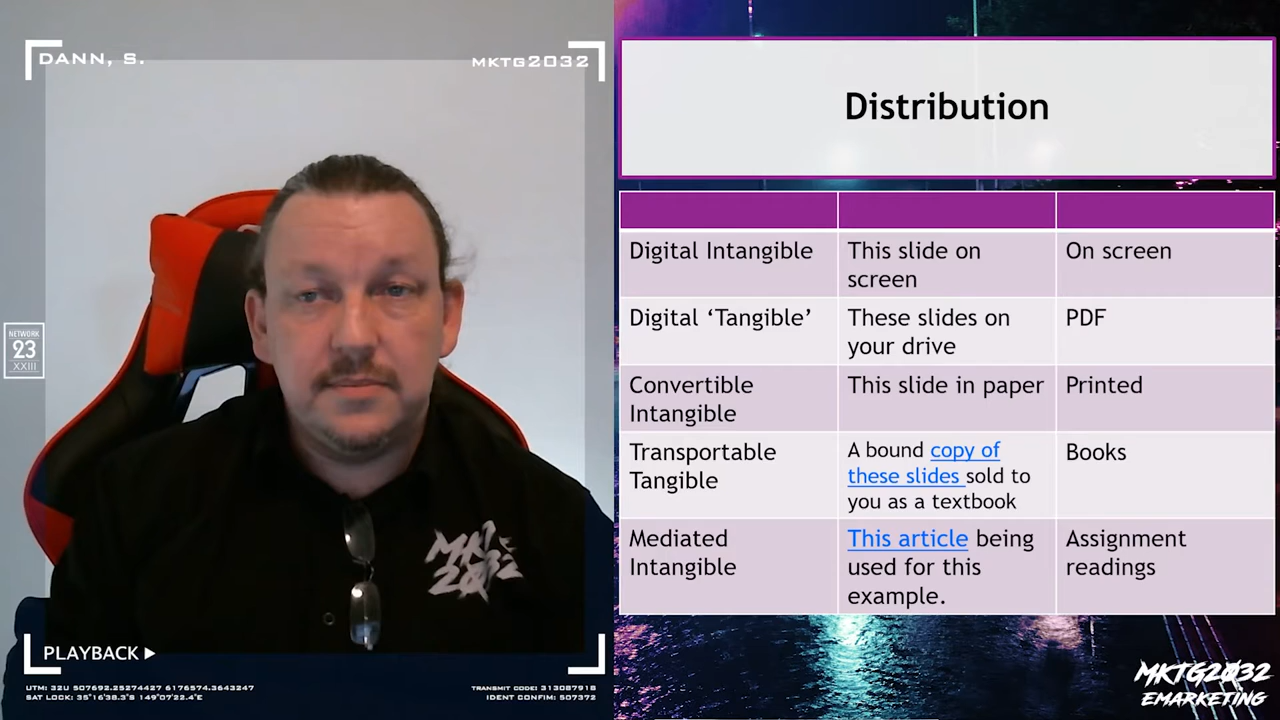 DANN, S.
MKTG2032
NETWORK
23
XXIII
PLAYBACK
UTM: 32U 507692.25274427 6176574.3643247
SAT LOCK: 35°16'38.3"S 149°07'22.4"E
TRANSMIT CODE: 313087918
IDENT CONFIM: 507372
Distribution
Digital Intangible
This slide on
screen
On screen
Digital ‘Tangible’
These slides on
your drive
PDF
Convertible
Intangible
This slide in paper
Printed
Transportable
Tangible
A bound copy of
these slides sold to
you as a textbook
Books
Mediated
Intangible
This article being
used for this
example.
Assignment
readings
MKTG2032
EMARKETING